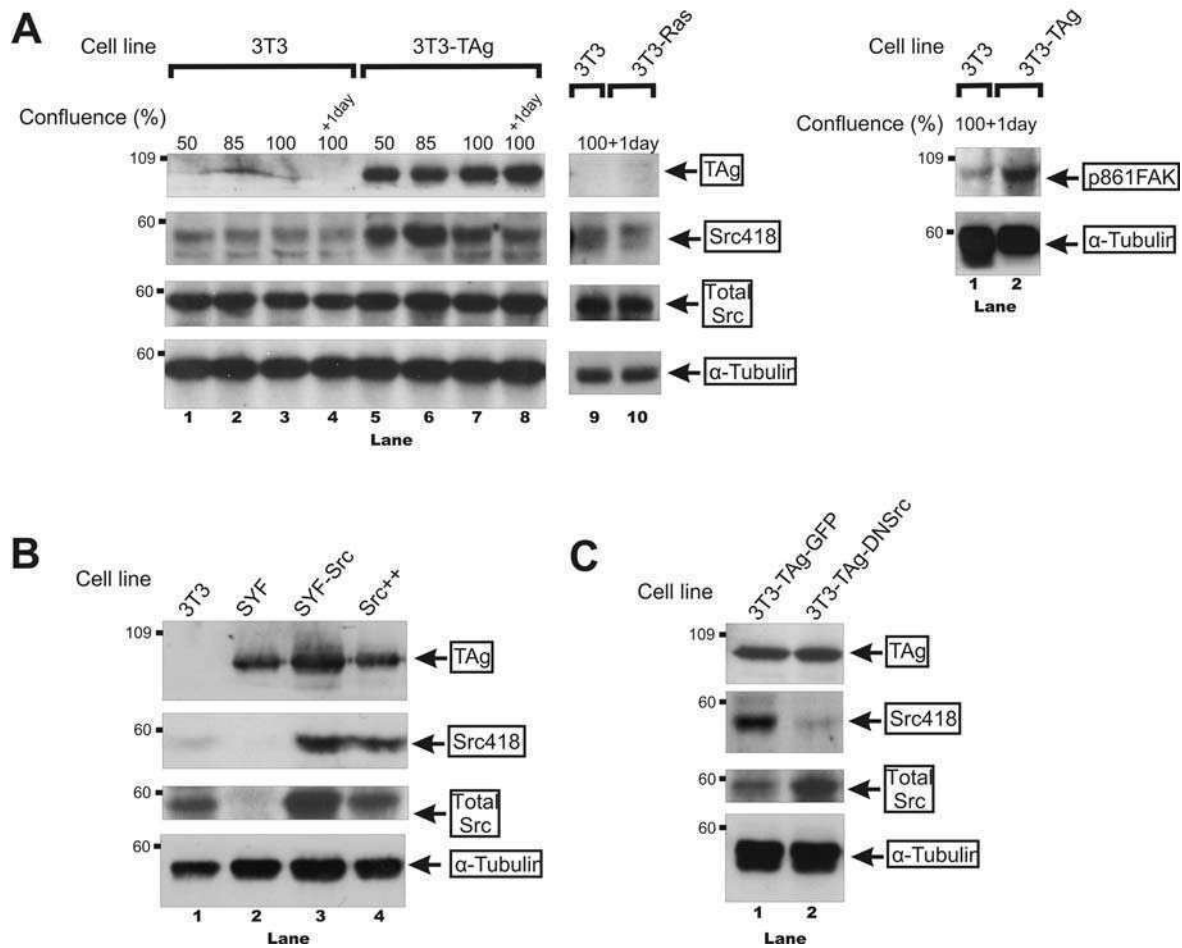 A
Cell line
3T3
3T3-TAg
3T3
3T3-Ras
Cell line
3T3
3T3-TAg
Confluence (%)
50
85
100
+1day
100
50
85
100
+1day
100
100+1day
Confluence (%)
100+1day
109
TAg
109
p861FAK
60
Src418
60
α-Tubulin
1
2
Lane
60
Total
Src
60
α-Tubulin
1
2
3
4
5
6
7
8
9
10
Lane
B
Cell line
3T3
SYF
SYF-Src
Src++
109
TAg
60
Src418
60
Total
Src
60
α-Tubulin
1
2
3
4
Lane
C
Cell line
3T3-TAg-GFP
3T3-TAg-DNSrc
109
TAg
60
Src418
60
Total
Src
60
α-Tubulin
1
2
Lane